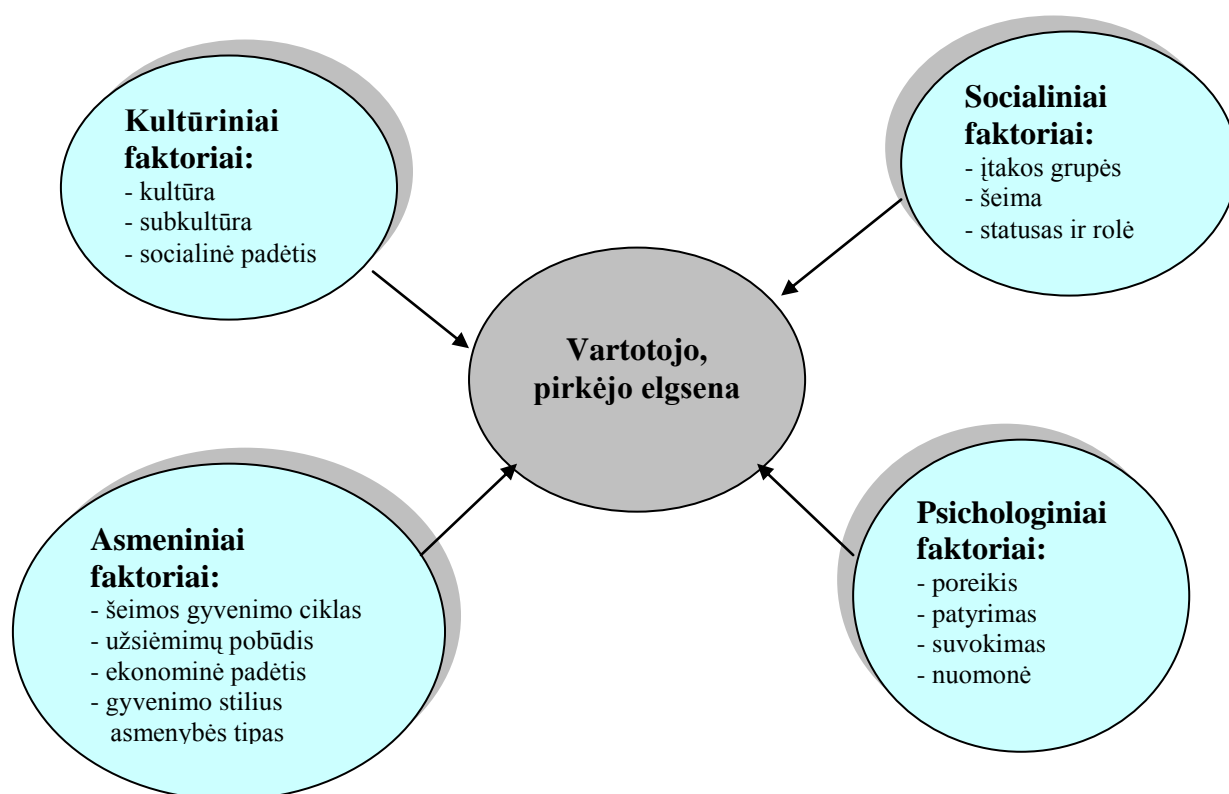 Kultūriniai
faktoriai:
- kultūra
- subkultūra
- socialinė padėtis
Socialiniai
faktoriai:
- įtakos grupės
- šeima
- statusas ir rolė
Vartotojo,
pirkėjo elgsena
Asmeniniai
faktoriai:
- šeimos gyvenimo ciklas
- užsiėmimų pobūdis
- ekonominė padėtis
- gyvenimo stilius
asmenybės tipas
Psichologiniai
faktoriai:
- poreikis
- patyrimas
- suvokimas
- nuomonė